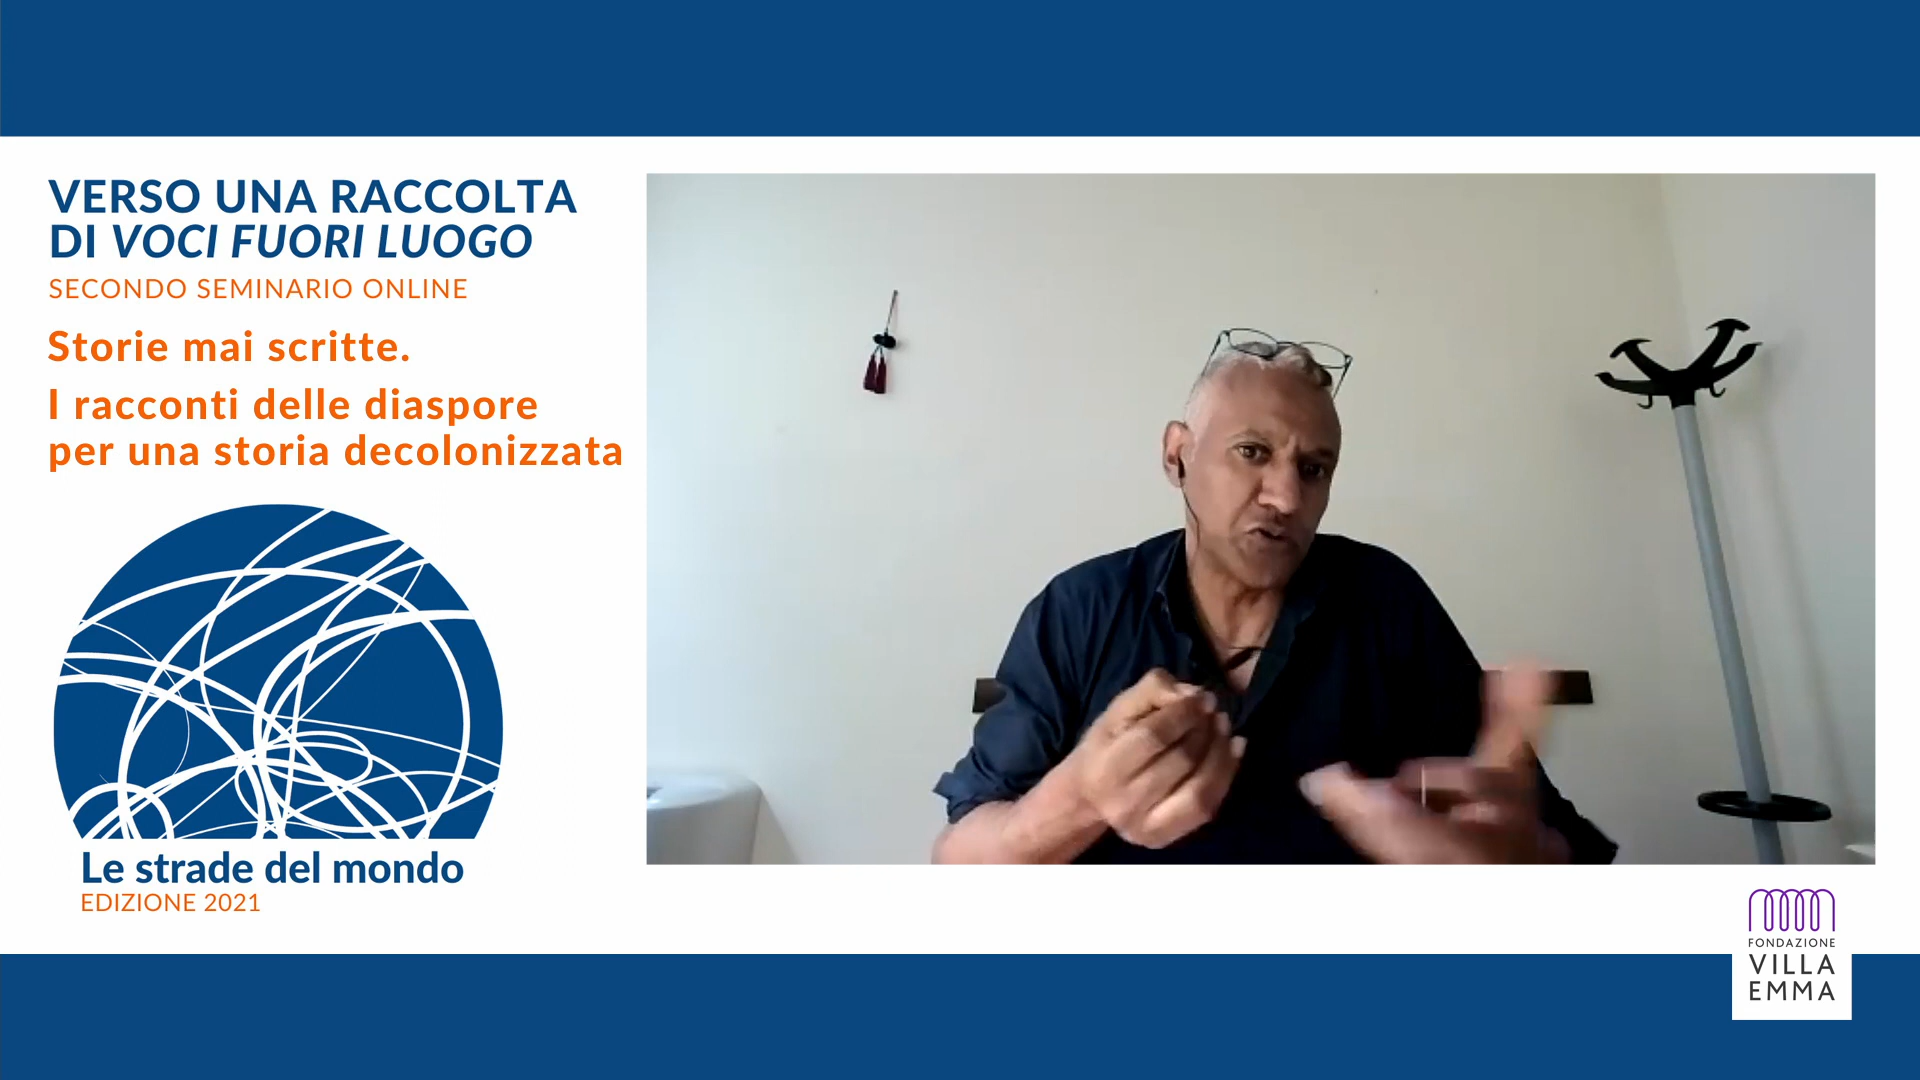 VERSO UNA RACCOLTA
DI VOCI FUORI LUOGO
SECONDO SEMINARIO ONLINE
Storie mai scritte.
I racconti delle diaspore
per una storia decolonizzata
Le strade del mondo
EDIZIONE 2021
FONDAZIONE
VILLA
EMMA